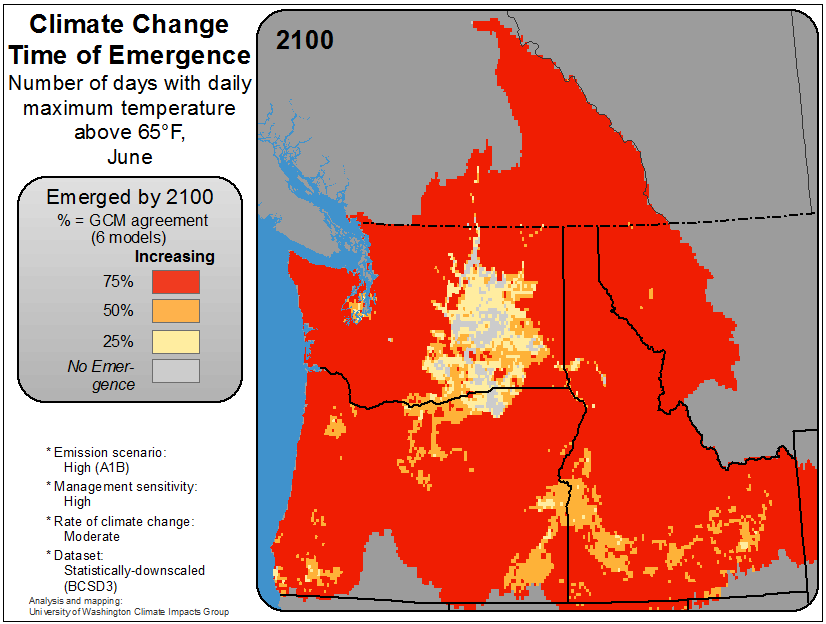 Climate Change
Time of Emergence
Number of days with daily
maximum temperature
above 65°F,
June
2100
Emerged by 2100
% = GCM agreement
(6 models)
Increasing
75%
50%
25%
No Emer-
gence
* Emission scenario:
High (A1B)
* Management sensitivity:
High
* Rate of climate change:
Moderate
* Dataset:
Statistically-downscaled
(BCSD3)
Analysis and mapping:
University of Washington Climate Impacts Group